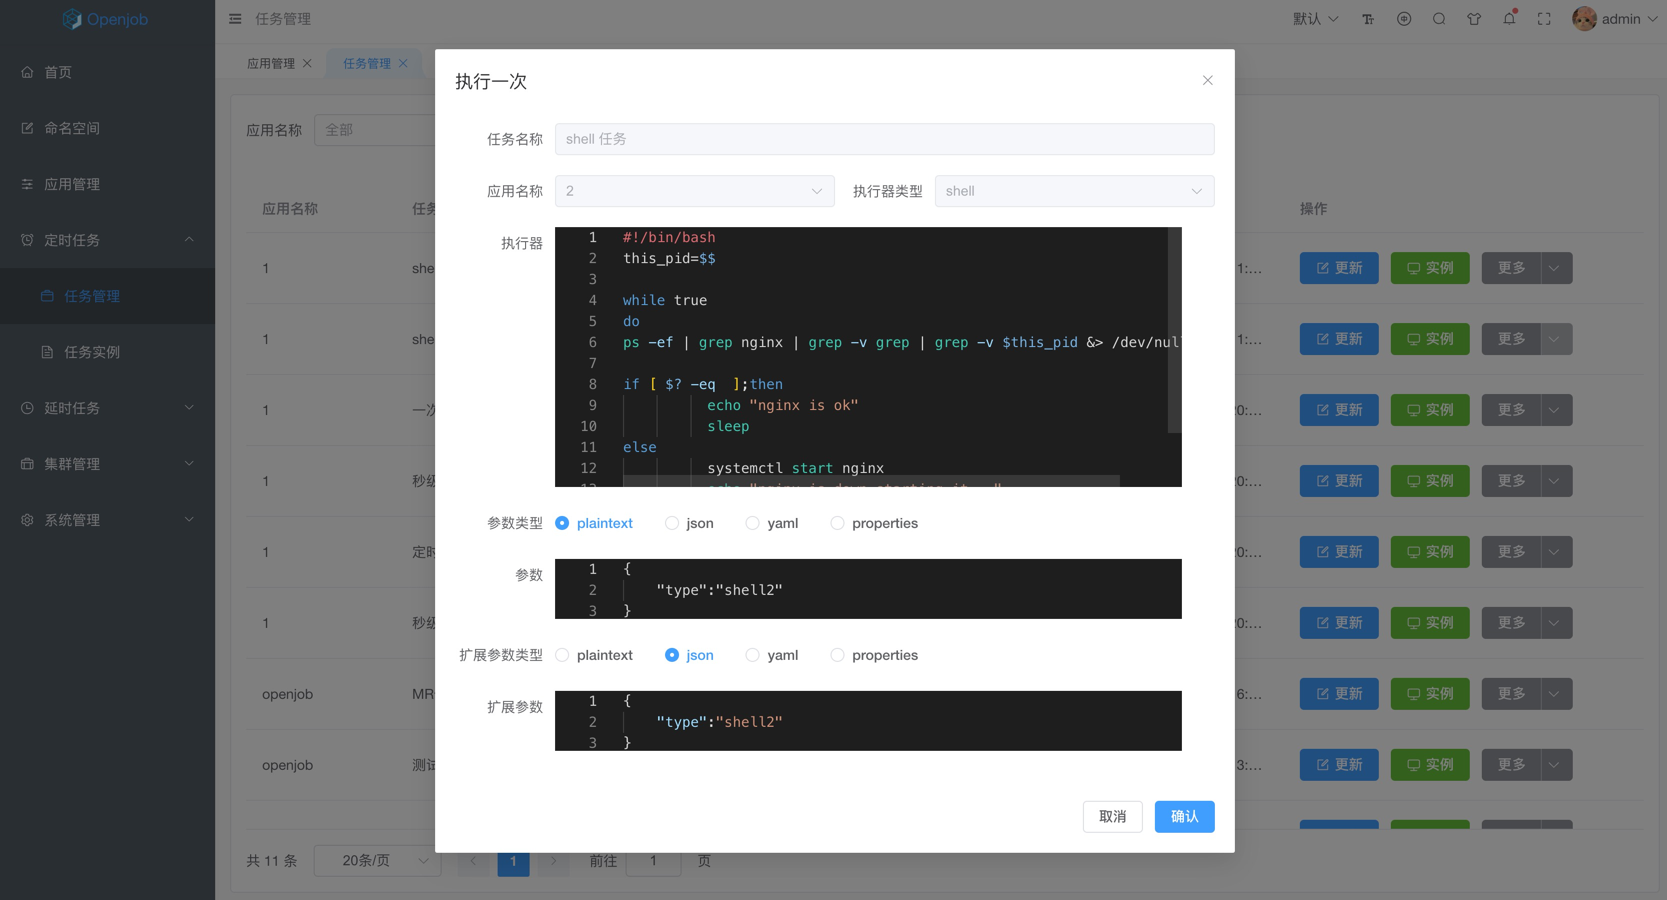 Openjob
任务管理
默认
admin
首页
命名空间
应用管理
定时任务
任务管理
任务实例
延时任务
集群管理
系统管理
应用管理
任务管理
应用名称
全部
应用名称
操作
1
she
1:...
更新
实例
更多
1
she
1:...
更新
实例
更多
1
一次
20:...
更新
实例
更多
1
秒级
更新
实例
更多
1
定时
20:...
更新
实例
更多
1
秒级
20:...
更新
实例
更多
openjob
MR
6:...
更新
实例
更多
openjob
测试
3:...
更新
实例
更多
共 11 条
20条/页
1
前往
1
页
执行一次
任务名称
shell 任务
应用名称
2
执行器类型
shell
执行器
1 #!/bin/bash
2 this_pid=$$
3
4 while true
5 do
6 ps -ef | grep nginx | grep -v grep | grep -v $this_pid &> /dev/nul
7
8 if [ $? -eq  ];then
9 echo "nginx is ok"
10 sleep
11 else
12 systemctl start nginx
参数类型
plaintext
json
yaml
properties
参数
1 {
2 "type":"shell2"
3 }
扩展参数类型
plaintext
json
yaml
properties
扩展参数
1 {
2 "type":"shell2"
3 }
取消
确认